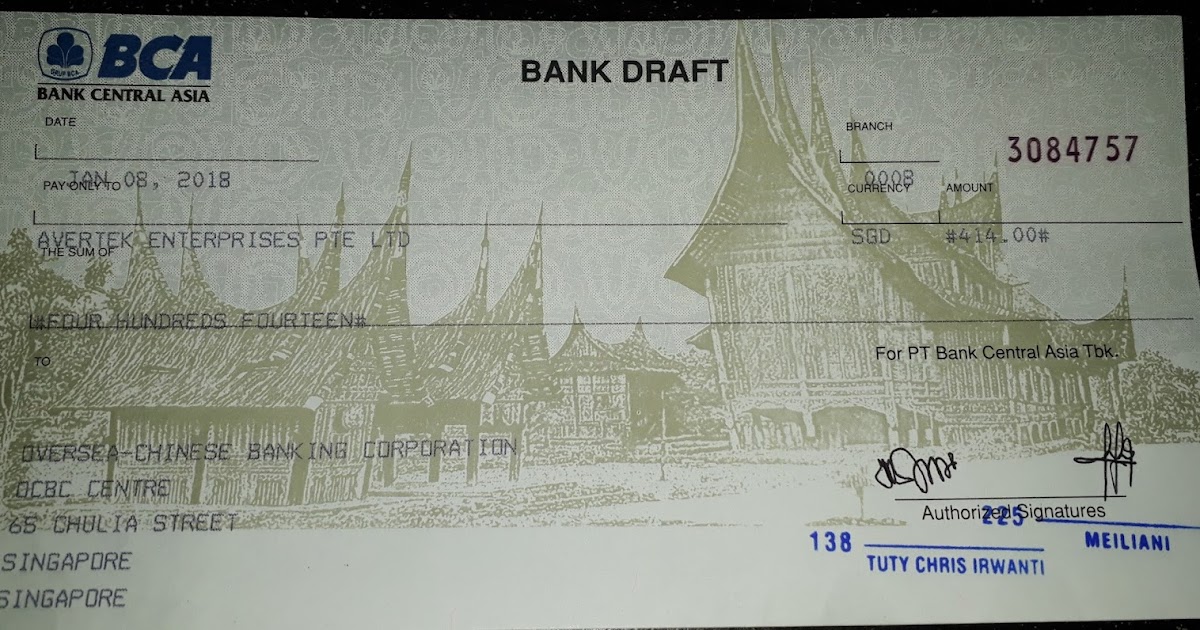 GRUP BCA
BCA
BANK CENTRAL ASIA
BANK DRAFT
DATE
BRANCH
3084757
JAN 08, 2018
0008
PAY ONLY TO
CURRENCY
AMOUNT
AVERTEK ENTERPRISES PTE LTD
SGD
#414.00#
THE SUM OF
#FOUR HUNDREDS FOURTEEN#
TO
For PT Bank Central Asia Tbk.
OVERSEA-CHINESE BANKING CORPORATION
OCBC CENTRE
65 CHULIA STREET
SINGAPORE
SINGAPORE
Authorized Signatures
225
138
MEILIANI
TUTY CHRIS IRWANTI